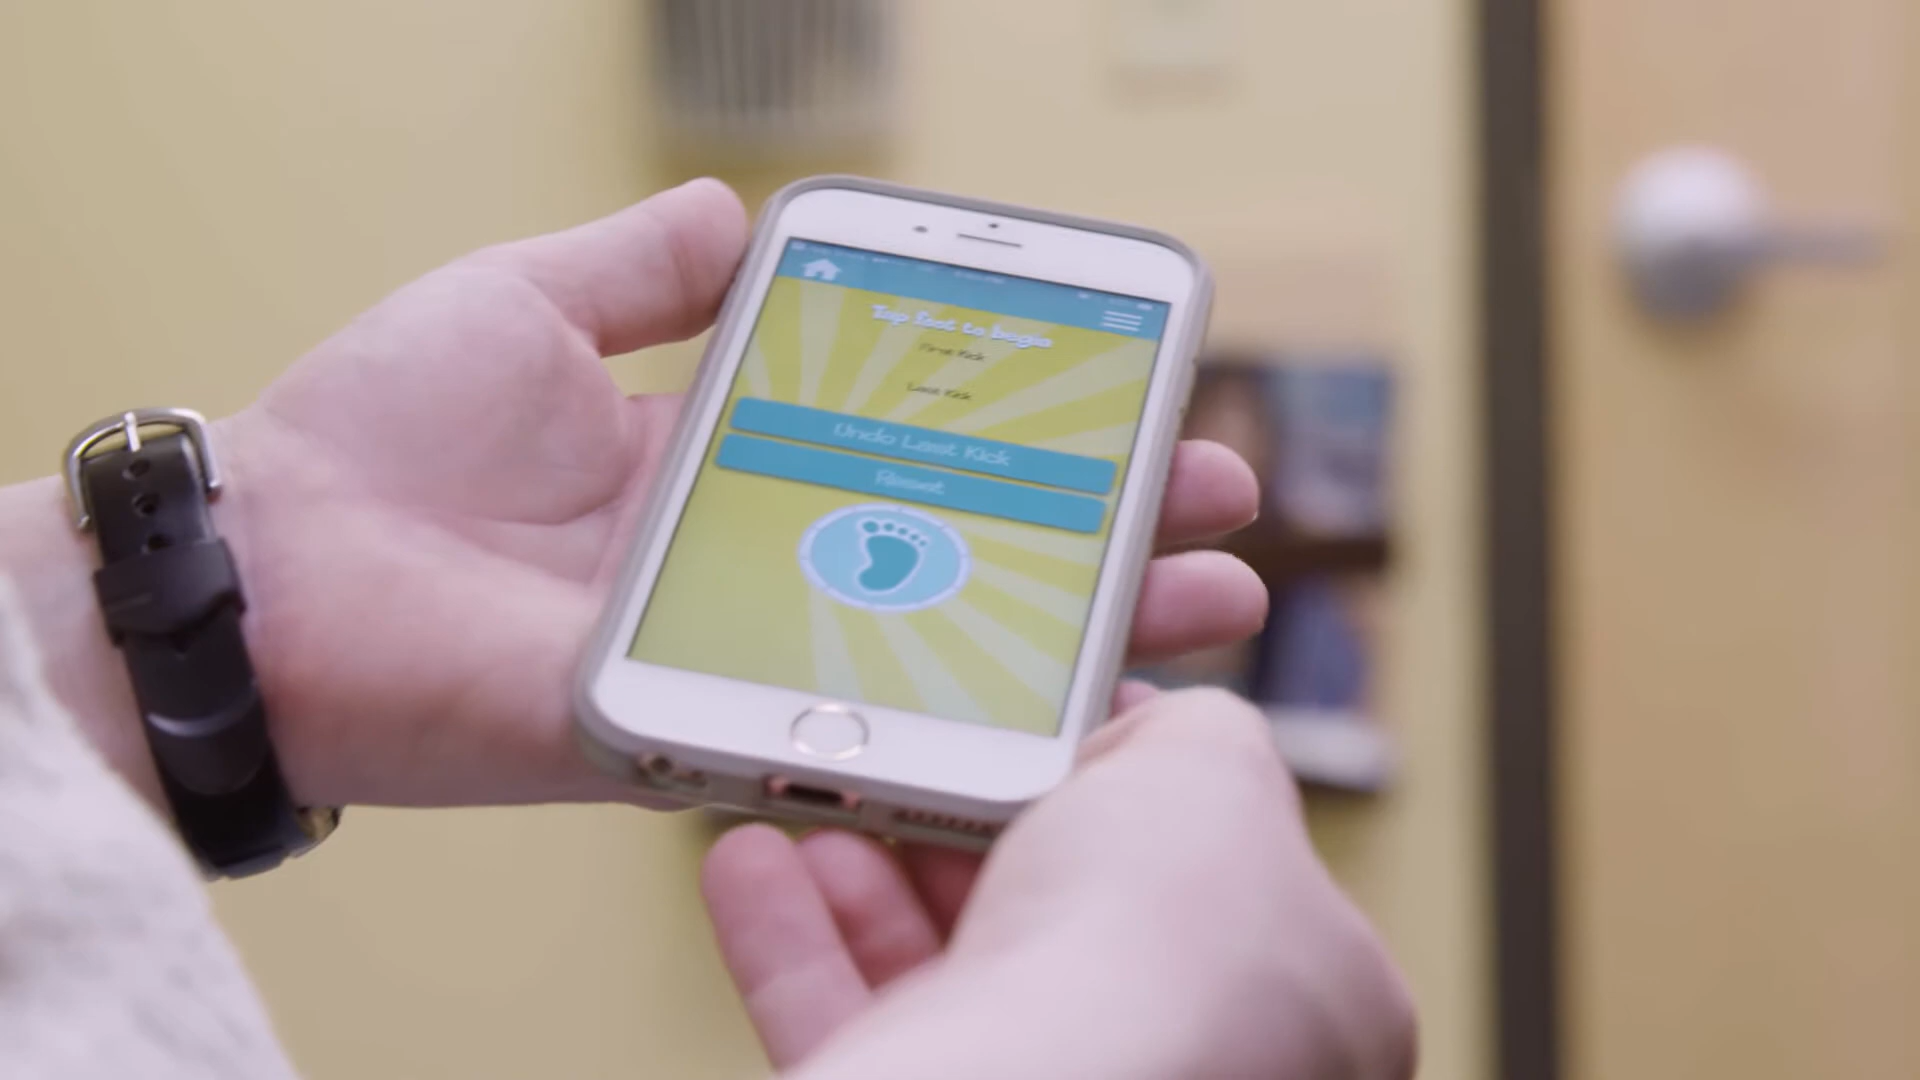 Tap foot to begin
First Kick
Last Kick
Undo Last Kick
Reset